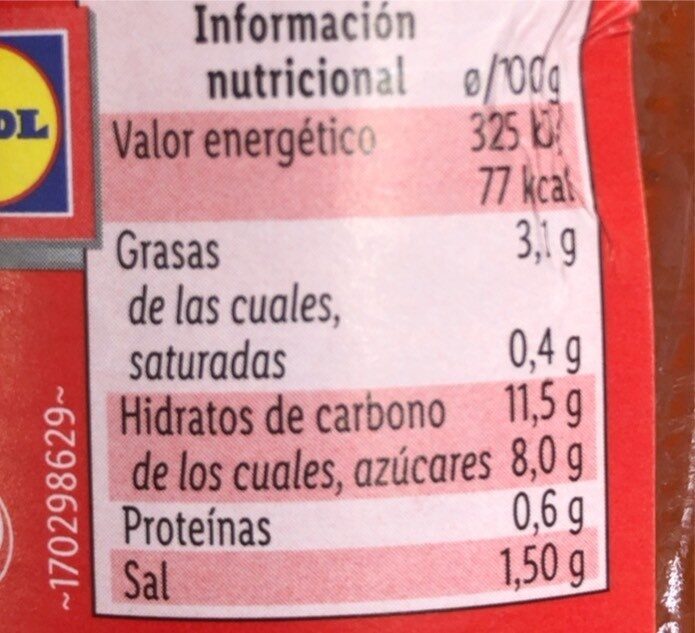 Información
nutricional ø/100g
Valor energético 325 kJ/
77 kcal
Grasas 3,1 g
de las cuales,
saturadas 0,4 g
Hidratos de carbono 11,5 g
de los cuales, azúcares 8,0 g
Proteínas 0,6 g
Sal 1,50 g
~170298629~